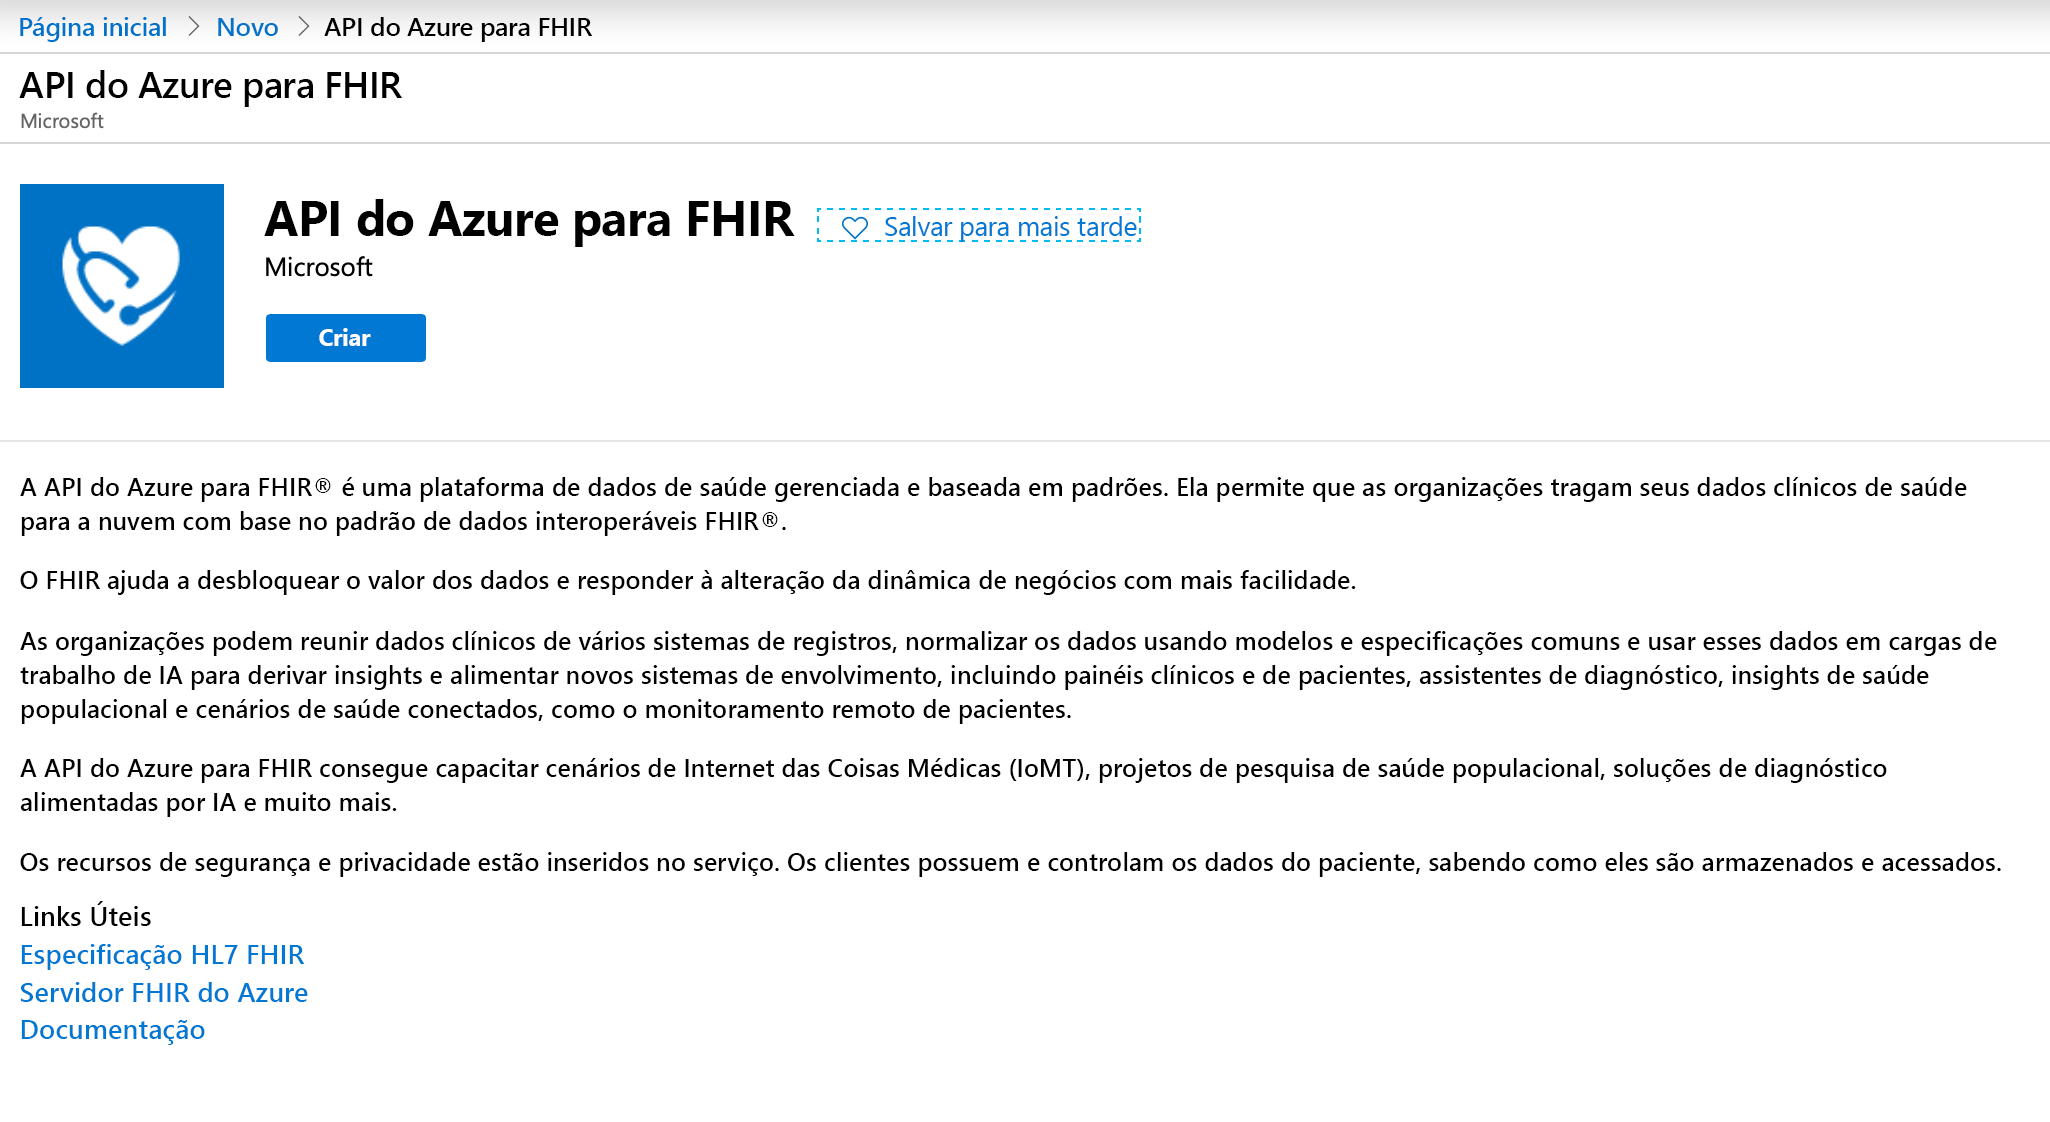 Página inicial > Novo > API do Azure para FHIR
API do Azure para FHIR
Microsoft
API do Azure para FHIR
Salvar para mais tarde
Microsoft
Criar
A API do Azure para FHIR® é uma plataforma de dados de saúde gerenciada e baseada em padrões. Ela permite que as organizações tragam seus dados clínicos de saúde
para a nuvem com base no padrão de dados interoperáveis FHIR®.
O FHIR ajuda a desbloquear o valor dos dados e responder à alteração da dinâmica de negócios com mais facilidade.
As organizações podem reunir dados clínicos de vários sistemas de registros, normalizar os dados usando modelos e especificações comuns e usar esses dados em cargas de
trabalho de IA para derivar insights e alimentar novos sistemas de envolvimento, incluindo painéis clínicos e de pacientes, assistentes de diagnóstico, insights de saúde
populacional e cenários de saúde conectados, como o monitoramento remoto de pacientes.
A API do Azure para FHIR consegue capacitar cenários de Internet das Coisas Médicas (IoMT), projetos de pesquisa de saúde populacional, soluções de diagnóstico
alimentadas por IA e muito mais.
Os recursos de segurança e privacidade estão inseridos no serviço. Os clientes possuem e controlam os dados do paciente, sabendo como eles são armazenados e acessados.
Links Úteis
Especificação HL7 FHIR
Servidor FHIR do Azure
Documentação